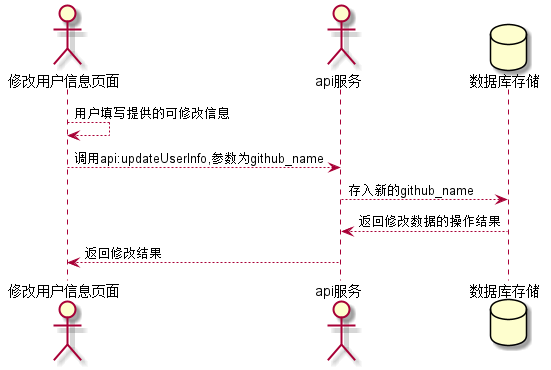 修改用户信息页面
api服务
数据库存储
用户填写提供的可修改信息
调用api:updateUserInfo,参数为github_name
存入新的github_name
返回修改数据的操作结果
返回修改结果
修改用户信息页面
api服务
数据库存储